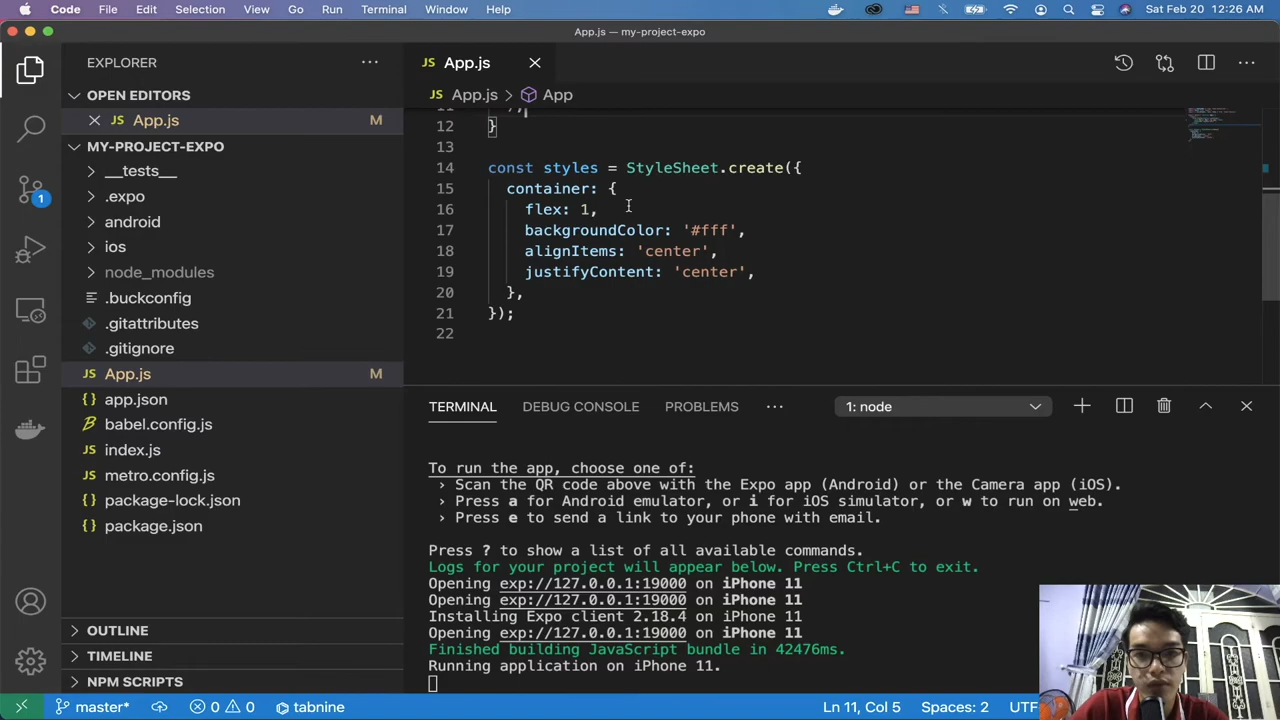 Code File Edit Selection View Go Run Terminal Window Help Sat Feb 20 12:26 AM
App.js — my-project-expo
EXPLORER
OPEN EDITORS
App.js M
MY-PROJECT-EXPO
__tests__
.expo
android
ios
node_modules
.buckconfig
.gitattributes
.gitignore
JS App.js M
{} app.json
babel.config.js
JS index.js
JS metro.config.js
{} package-lock.json
{} package.json
OUTLINE
TIMELINE
NPM SCRIPTS
1
JS App.js
JS App.js > App
12 }
13
14 const styles = StyleSheet.create({
15 container: {
16 flex: 1,
17 backgroundColor: '#fff',
18 alignItems: 'center',
19 justifyContent: 'center',
20 },
21 });
22
TERMINAL DEBUG CONSOLE PROBLEMS ··· 1: node
To run the app, choose one of:
› Scan the QR code above with the Expo app (Android) or the Camera app (iOS).
› Press a for Android emulator, or i for iOS simulator, or w to run on web.
› Press e to send a link to your phone with email.
Press ? to show a list of all available commands.
Logs for your project will appear below. Press Ctrl+C to exit.
Opening exp://127.0.0.1:19000 on iPhone 11
Opening exp://127.0.0.1:19000 on iPhone 11
Installing Expo client 2.18.4 on iPhone 11
Opening exp://127.0.0.1:19000 on iPhone 11
Finished building JavaScript bundle in 42476ms.
Running application on iPhone 11.
master* 0 0 tabnine Ln 11, Col 5 Spaces: 2 UTF